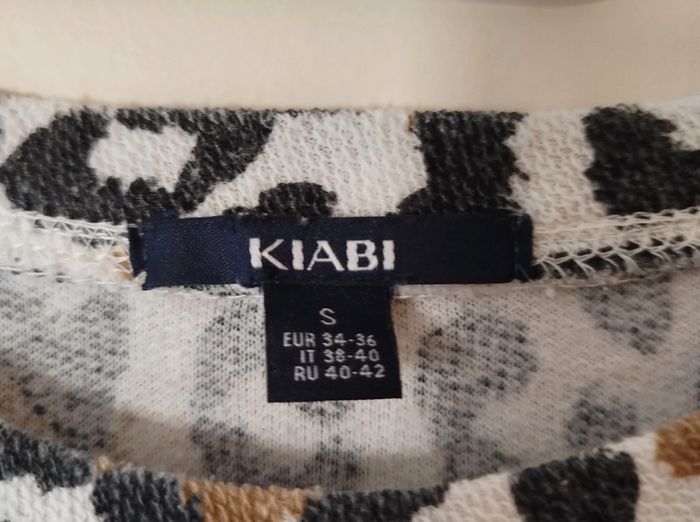 KIABI
S
EUR 34-36
IT 38-40
RU 40-42